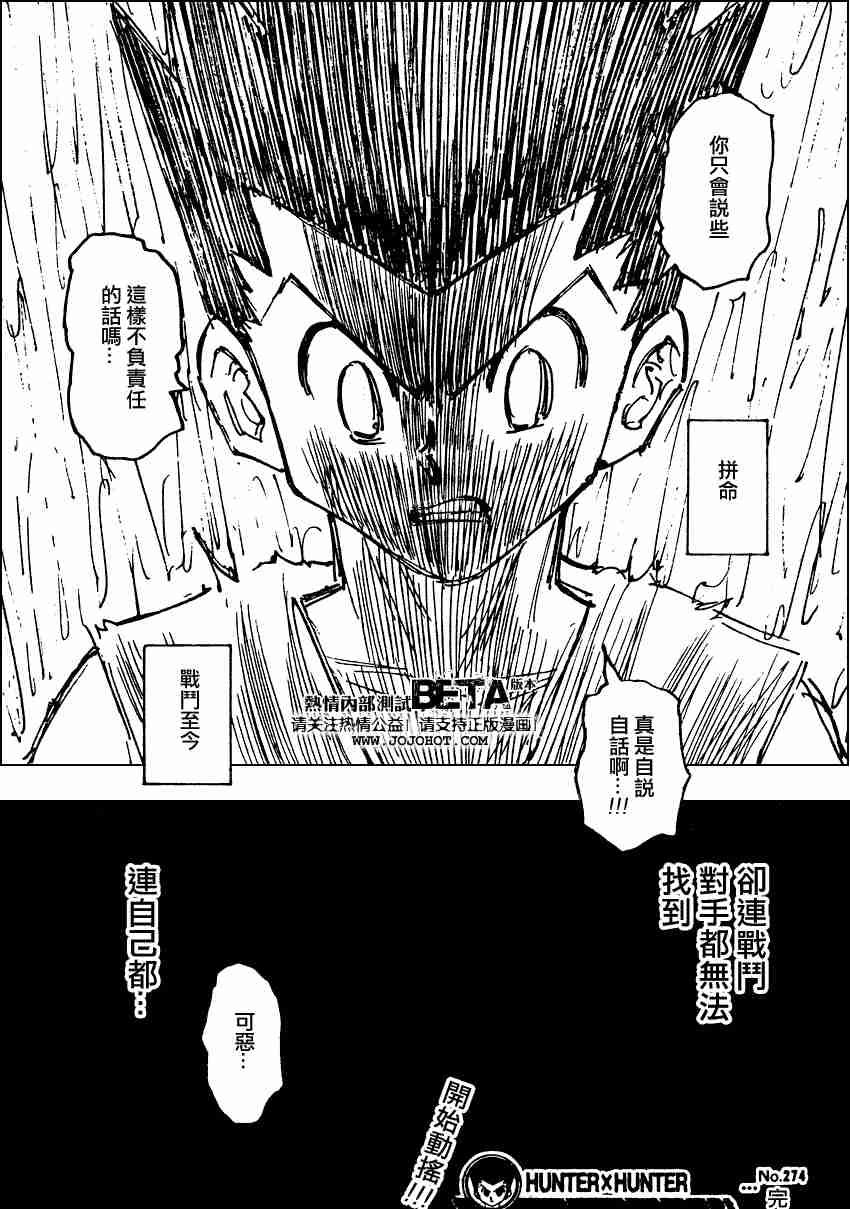 你只會説些
這樣不負責任
的話嗎…
拼命
戰鬥至今
真是自説
自話啊…!!!
熱情內部測試BETA版本
请关注热情公益 请支持正版漫画
WWW.JOJOHOT.COM
卻連戰鬥
對手都無法
找到
連自己都…
可惡…
開始動搖!!!
HUNTER×HUNTER
No.274
…完